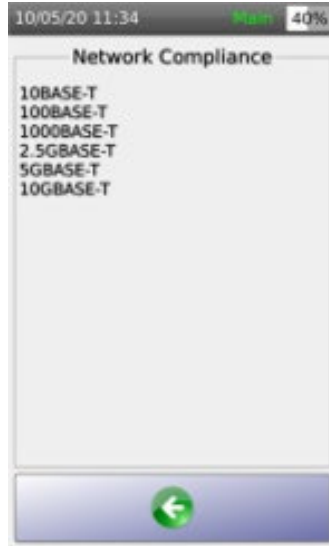 10/05/20 11:34 Main 40%
Network Compliance
10BASE-T
100BASE-T
1000BASE-T
2.5GBASE-T
5GBASE-T
10GBASE-T